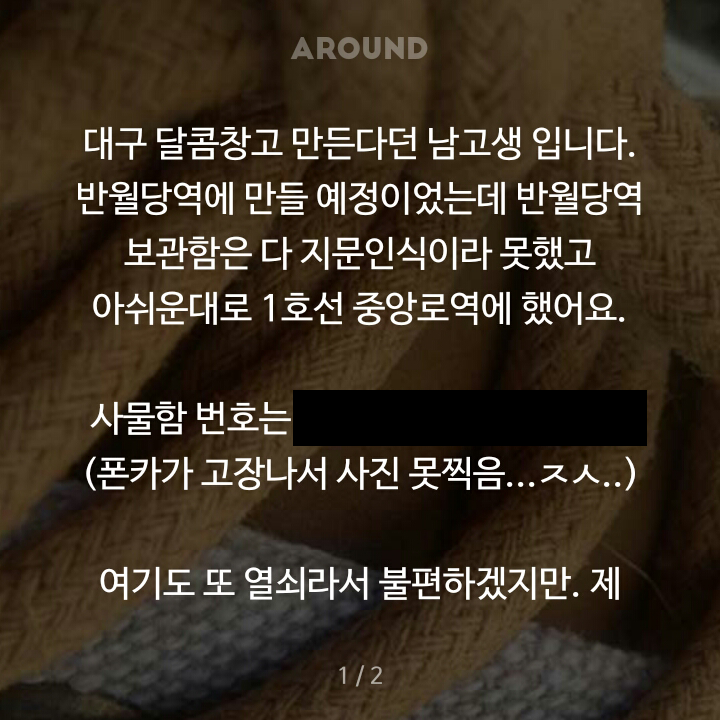 AROUND
대구 달콤창고 만든다던 남고생 입니다.
반월당역에 만들 예정이었는데 반월당역
보관함은 다 지문인식이라 못했고
아쉬운대로 1호선 중앙로역에 했어요.
사물함 번호는
(폰카가 고장나서 사진 못찍음...ㅈㅅ..)
여기도 또 열쇠라서 불편하겠지만. 제
1 / 2